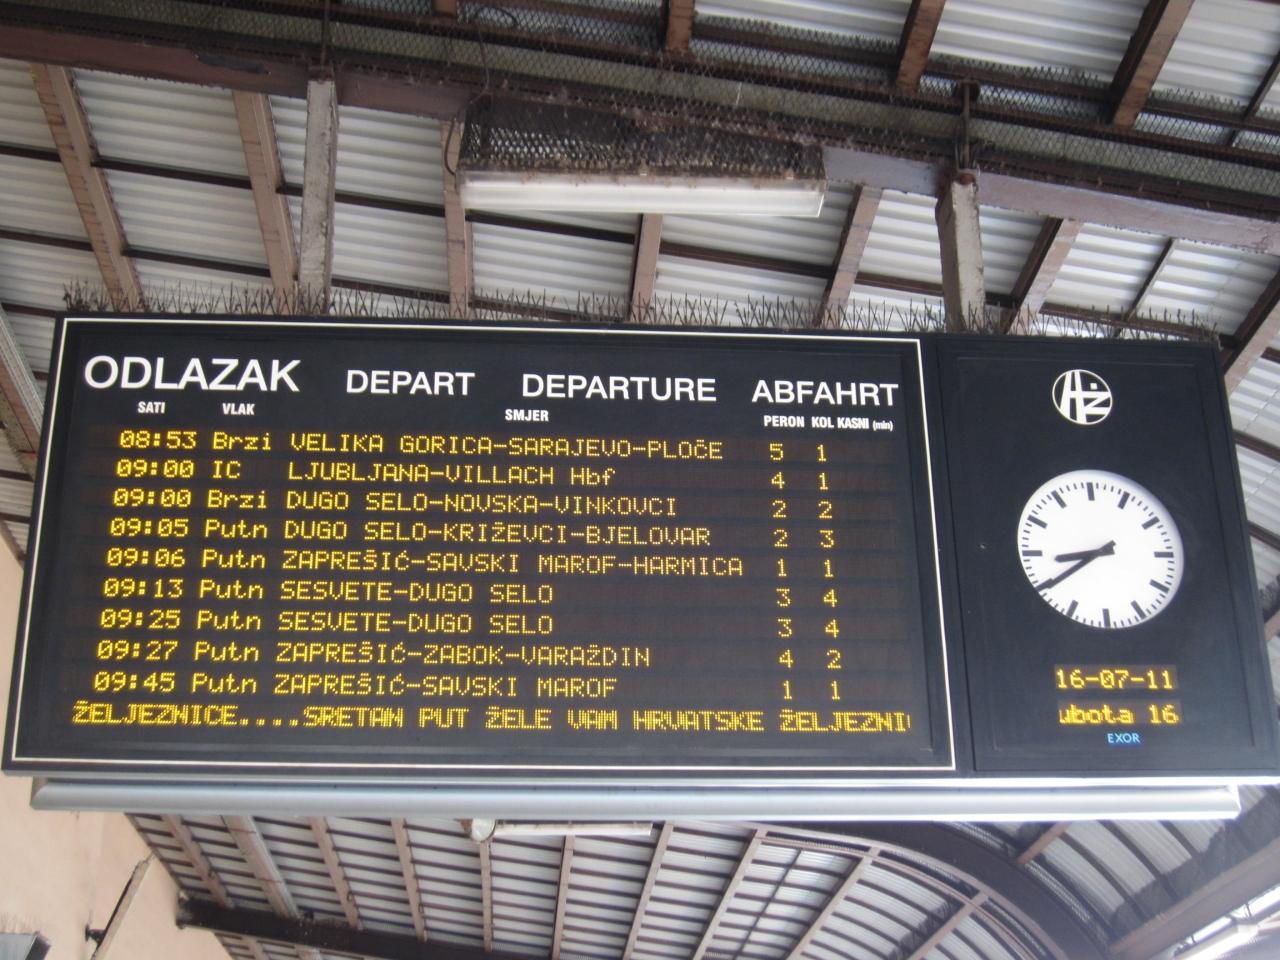 ODLAZAK DEPART DEPARTURE ABFAHRT
SATI VLAK SMJER PERON KOL KASNI (min)
08:53 Brzi VELIKA GORICA-SARAJEVO-PLOČE 5 1
09:00 IC LJUBLJANA-VILLACH Hbf 4 1
09:00 Brzi DUGO SELO-NOVSKA-VINKOVCI 2 2
09:05 Putn DUGO SELO-KRIŽEVCI-BJELOVAR 2 3
09:06 Putn ZAPREŠIĆ-SAVSKI MAROF-HARMICA 1 1
09:13 Putn SESVETE-DUGO SELO 3 4
09:25 Putn SESVETE-DUGO SELO 3 4
09:27 Putn ZAPREŠIĆ-ZABOK-VARAŽDIN 4 2
09:45 Putn ZAPREŠIĆ-SAVSKI MAROF 1 1
ŽELJEZNICE....SRETAN PUT ŽELE VAM HRVATSKE ŽELJEZNI
HŽ
16-07-11
ubota 16
EXOR